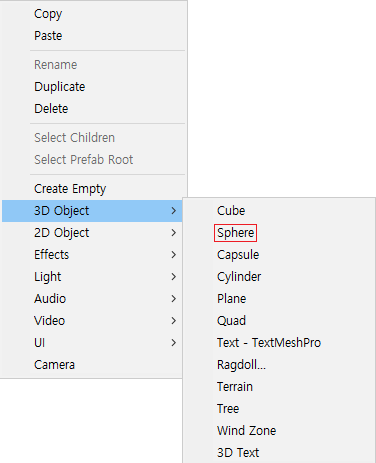 Copy
Paste
Rename
Duplicate
Delete
Select Children
Select Prefab Root
Create Empty
3D Object
2D Object
Effects
Light
Audio
Video
UI
Camera
Cube
Sphere
Capsule
Cylinder
Plane
Quad
Text - TextMeshPro
Ragdoll...
Terrain
Tree
Wind Zone
3D Text